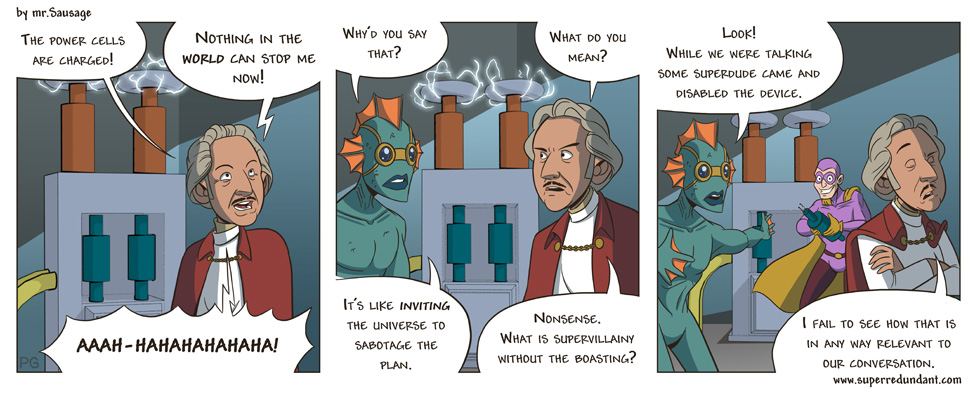 by mr.Sausage
The power cells
are charged!
Nothing in the
world can stop me
now!
AAAH-HAHAHAHAHAHA!
PG
Why'd you say
that?
What do you
mean?
It's like inviting
the universe to
sabotage the
plan.
Nonsense.
What is supervillainy
without the boasting?
Look!
While we were talking
some superdude came and
disabled the device.
I fail to see how that is
in any way relevant to
our conversation.
www.superredundant.com